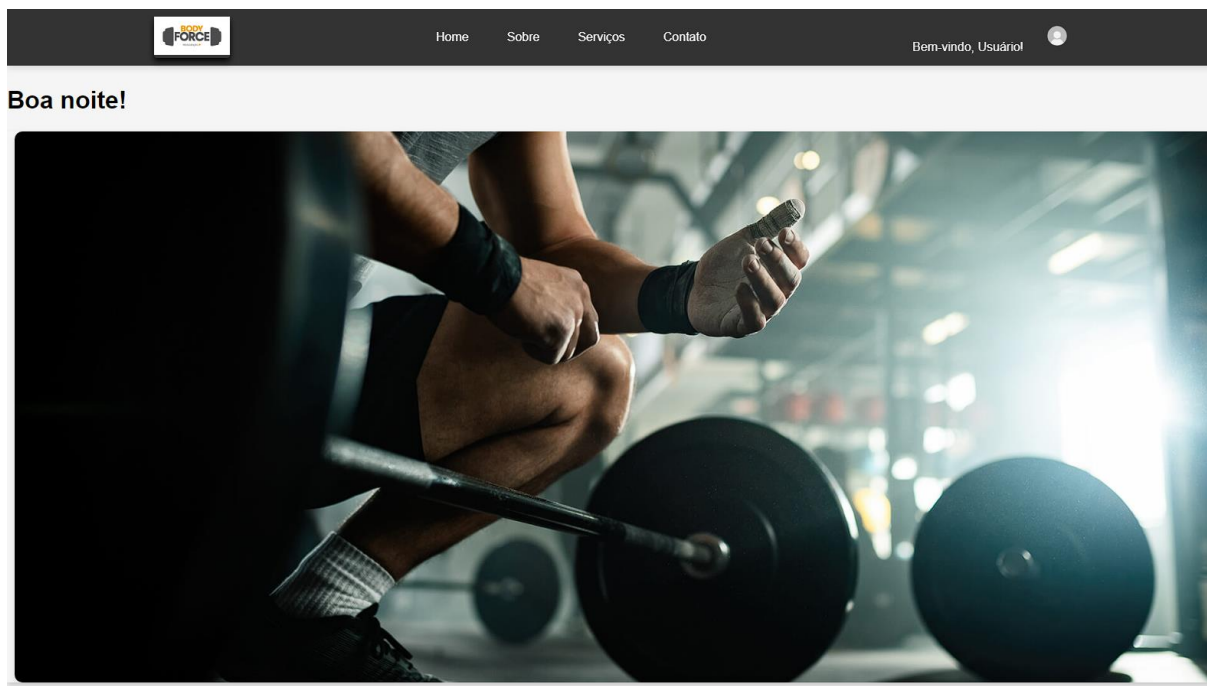 BODY
FORCE
Home Sobre Serviços Contato
Bem-vindo, Usuário!
Boa noite!